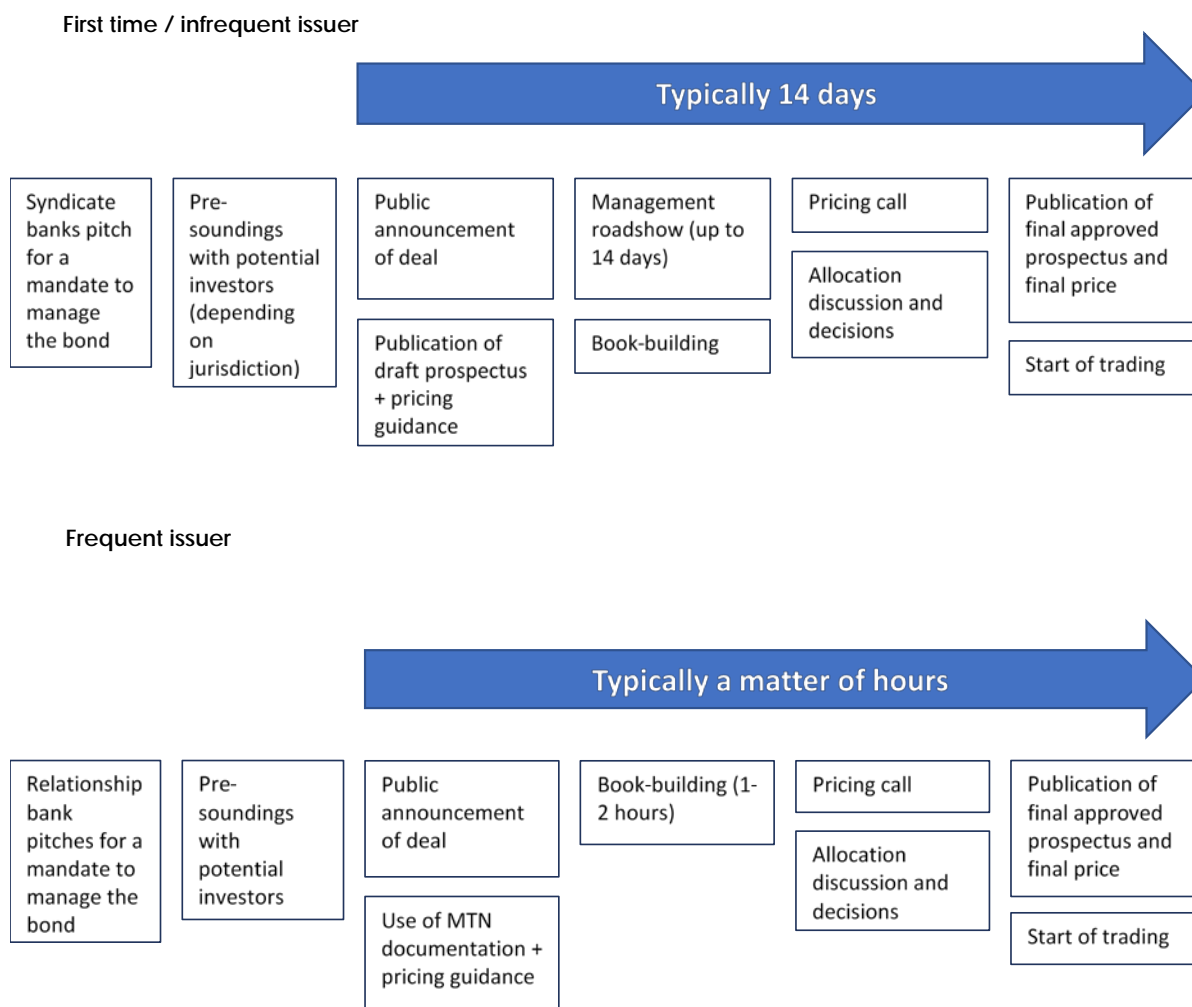 First time / infrequent issuer
Typically 14 days
Syndicate
banks pitch
for a
mandate to
manage
the bond
Pre-
soundings
with potential
investors
(depending
on
jurisdiction)
Public
announcement
of deal
Publication of
draft prospectus
+ pricing
guidance
Management
roadshow (up to
14 days)
Book-building
Pricing call
Allocation
discussion and
decisions
Publication of
final approved
prospectus and
final price
Start of trading
Frequent issuer
Typically a matter of hours
Relationship
bank
pitches for a
mandate to
manage the
bond
Pre-
soundings
with
potential
investors
Public
announcement
of deal
Use of MTN
documentation +
pricing guidance
Book-building (1-
2 hours)
Pricing call
Allocation
discussion and
decisions
Publication of
final approved
prospectus and
final price
Start of trading